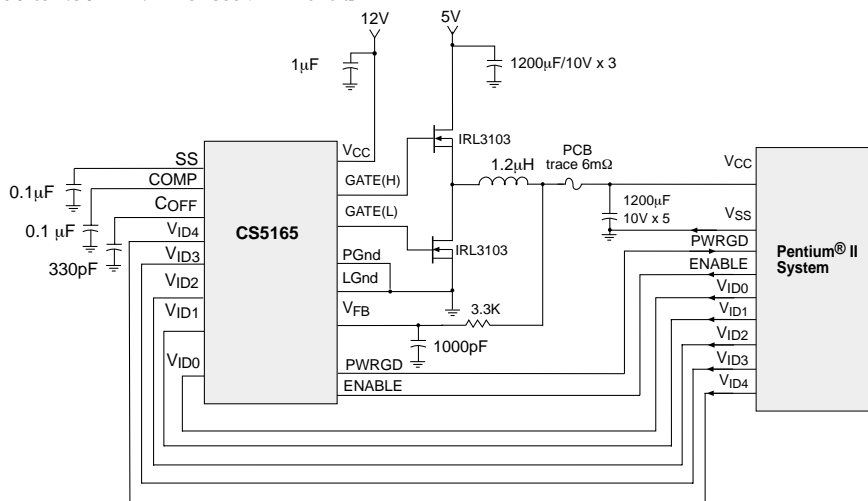 12V
5V
1μF
1200μF/10V x 3
IRL3103
PCB
trace 6mΩ
1.2μH
SS
COMP
COFF
VID4
VID3
VID2
VID1
VID0
0.1μF
0.1 μF
330pF
CS5165
VCC
GATE(H)
GATE(L)
PGnd
LGnd
VFB
PWRGD
ENABLE
IRL3103
3.3K
1000pF
1200μF
10V x 5
VCC
VSS
PWRGD
ENABLE
VID0
VID1
VID2
VID3
VID4
Pentium® II
System